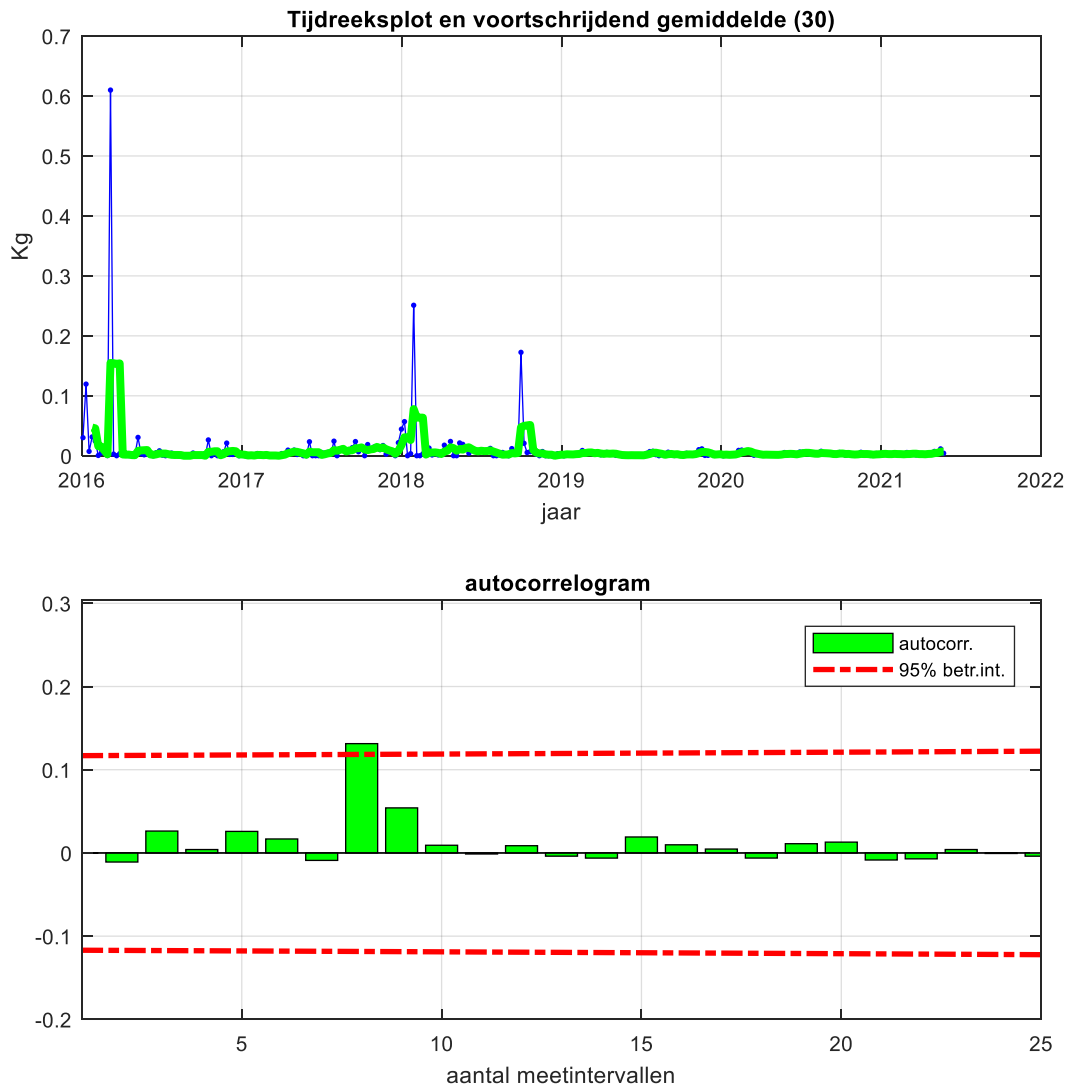 Tijdreeksplot en voortschrijdend gemiddelde (30)
0.7
0.6
0.5
0.4
0.3
0.2
0.1
0
Kg
2016 2017 2018 2019 2020 2021 2022
jaar
autocorrelogram
0.3
0.2
0.1
0
-0.1
-0.2
autocorr.
95% betr.int.
5 10 15 20 25
aantal meetintervallen